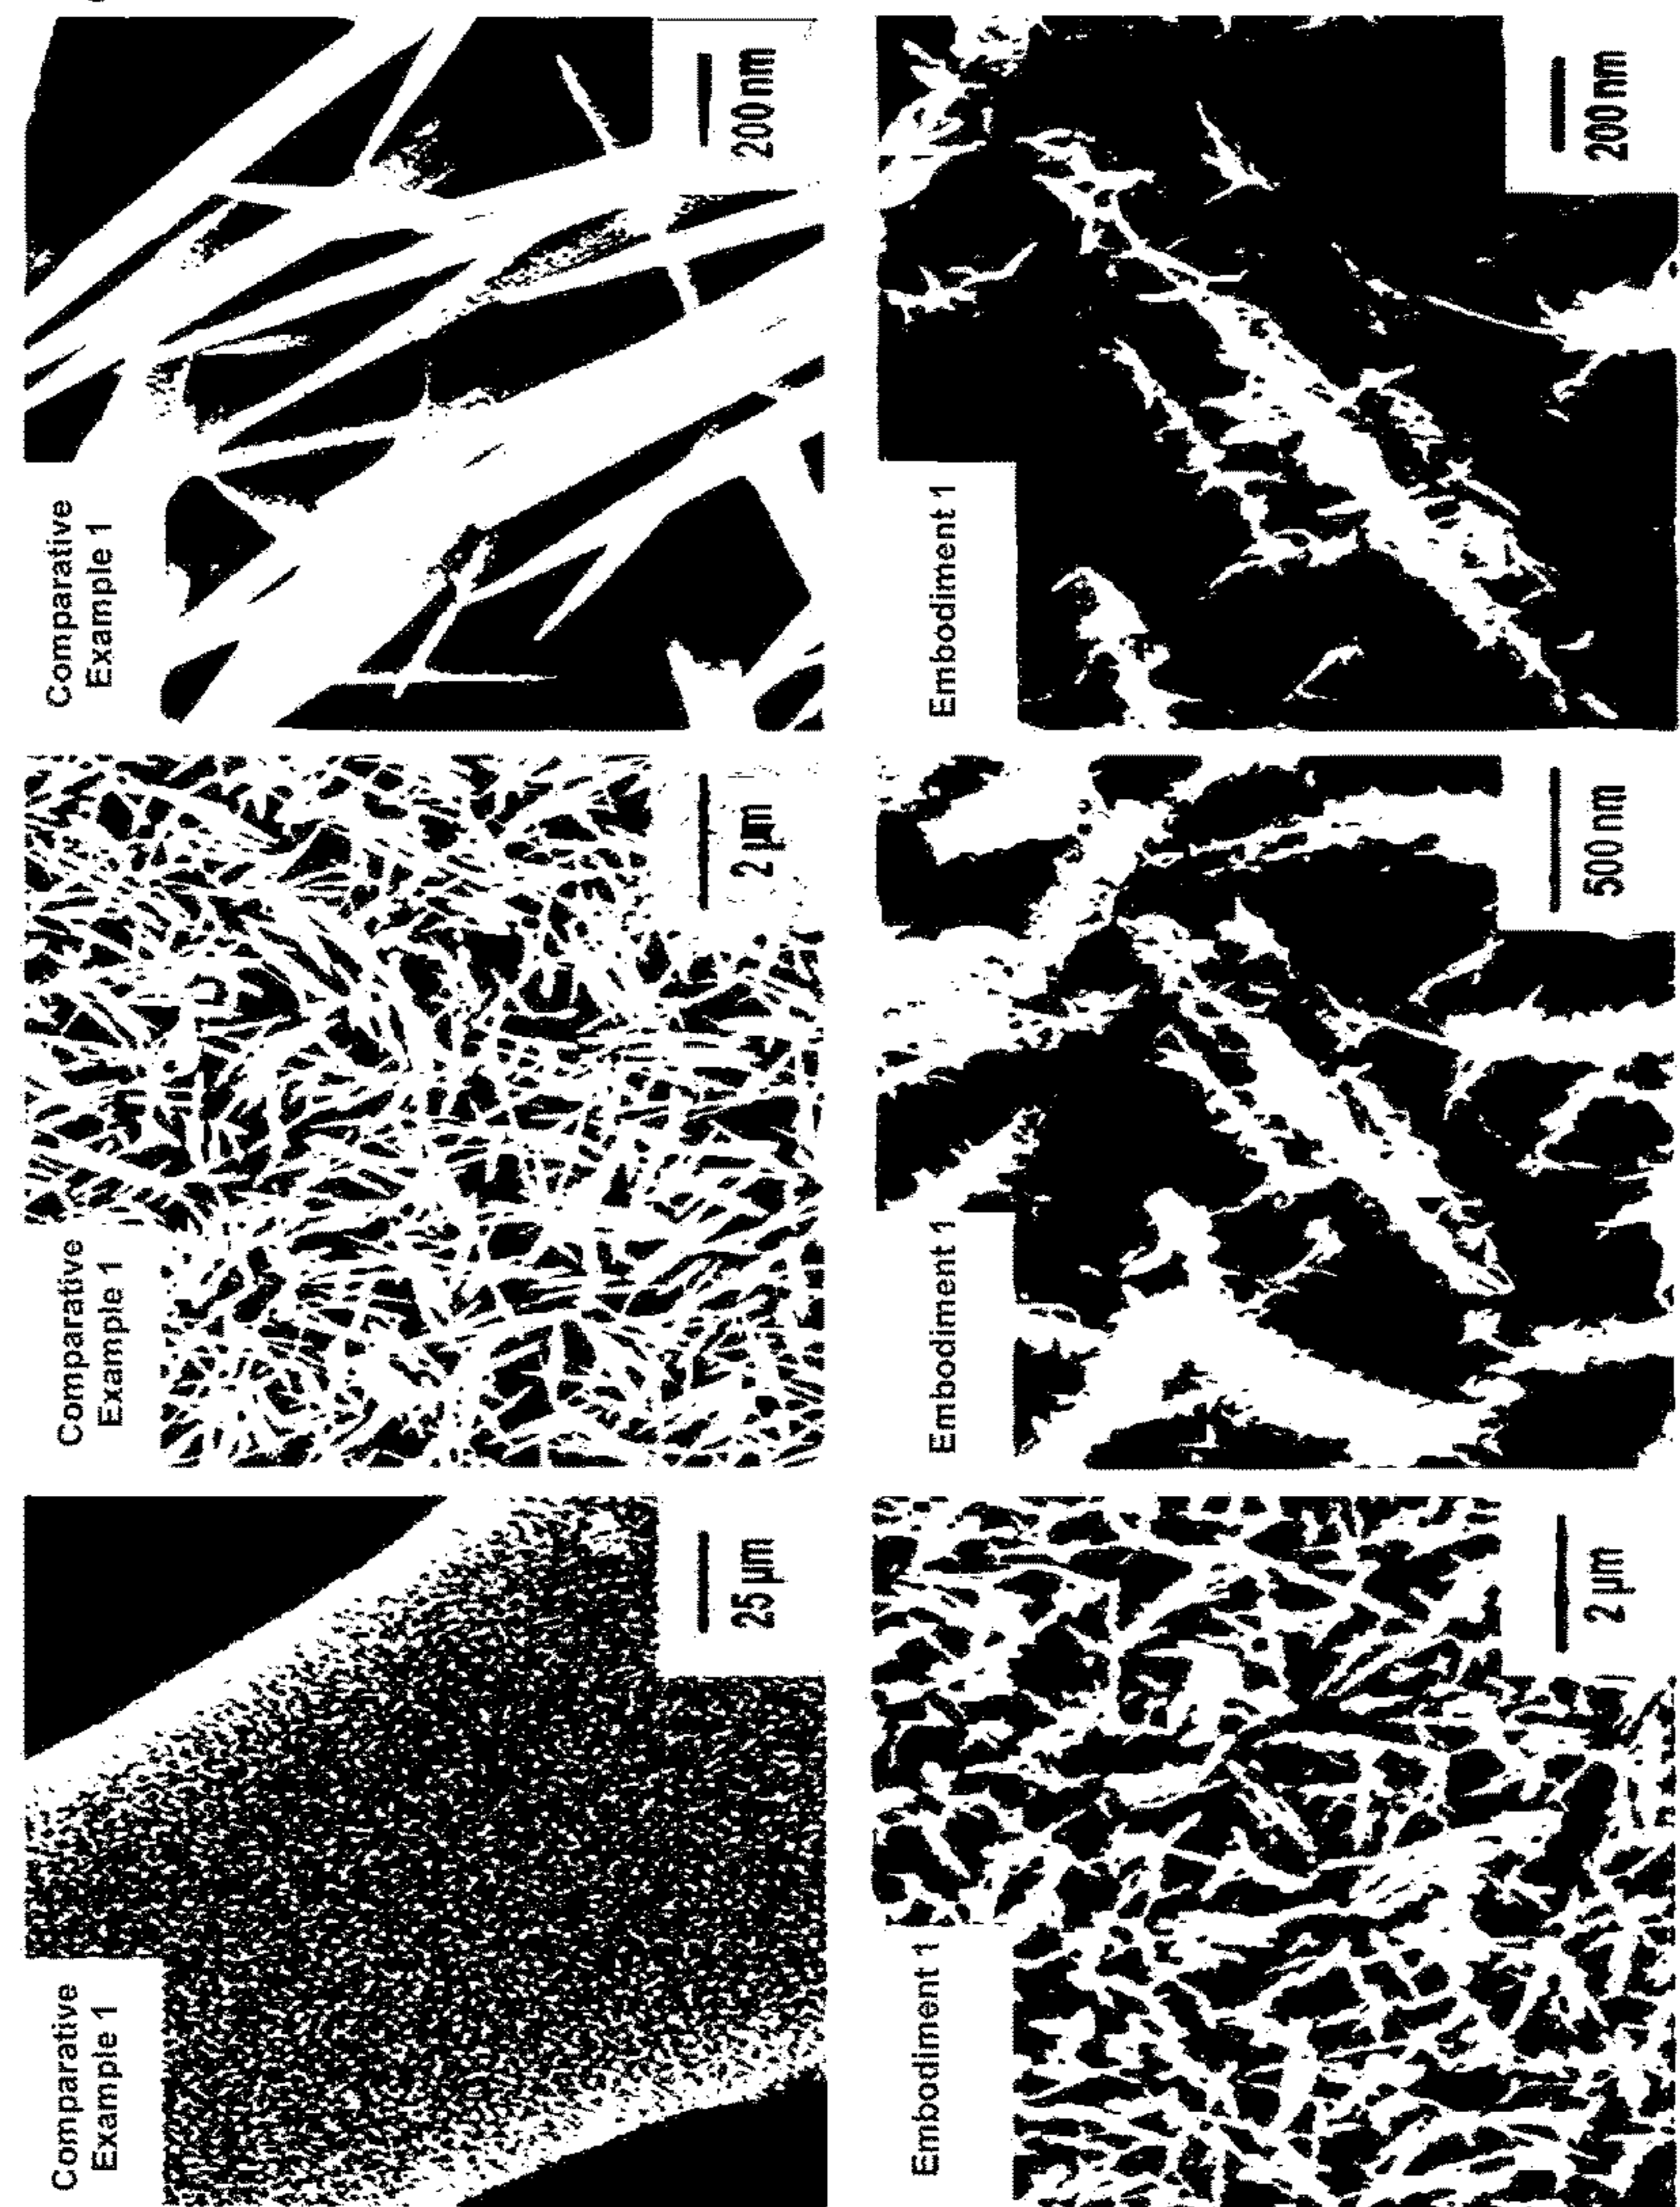 Comparative
Example 1
25 µm
Comparative
Example 1
2 µm
Comparative
Example 1
200 nm
Embodiment 1
2 µm
Embodiment 1
500 nm
Embodiment 1
200 nm